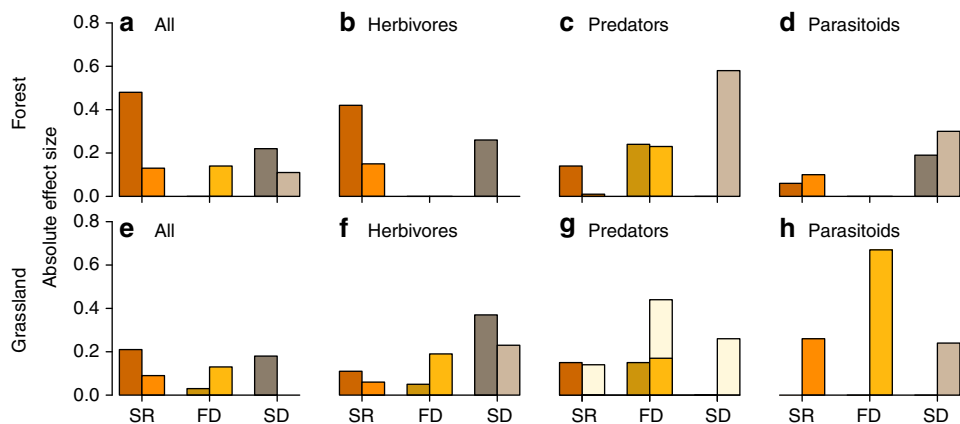 a All
b Herbivores
c Predators
d Parasitoids
0.8
0.6
0.4
0.2
0.0
Forest
Absolute effect size
e All
f Herbivores
g Predators
h Parasitoids
0.8
0.6
0.4
0.2
0.0
Grassland
SR FD SD
SR FD SD
SR FD SD
SR FD SD